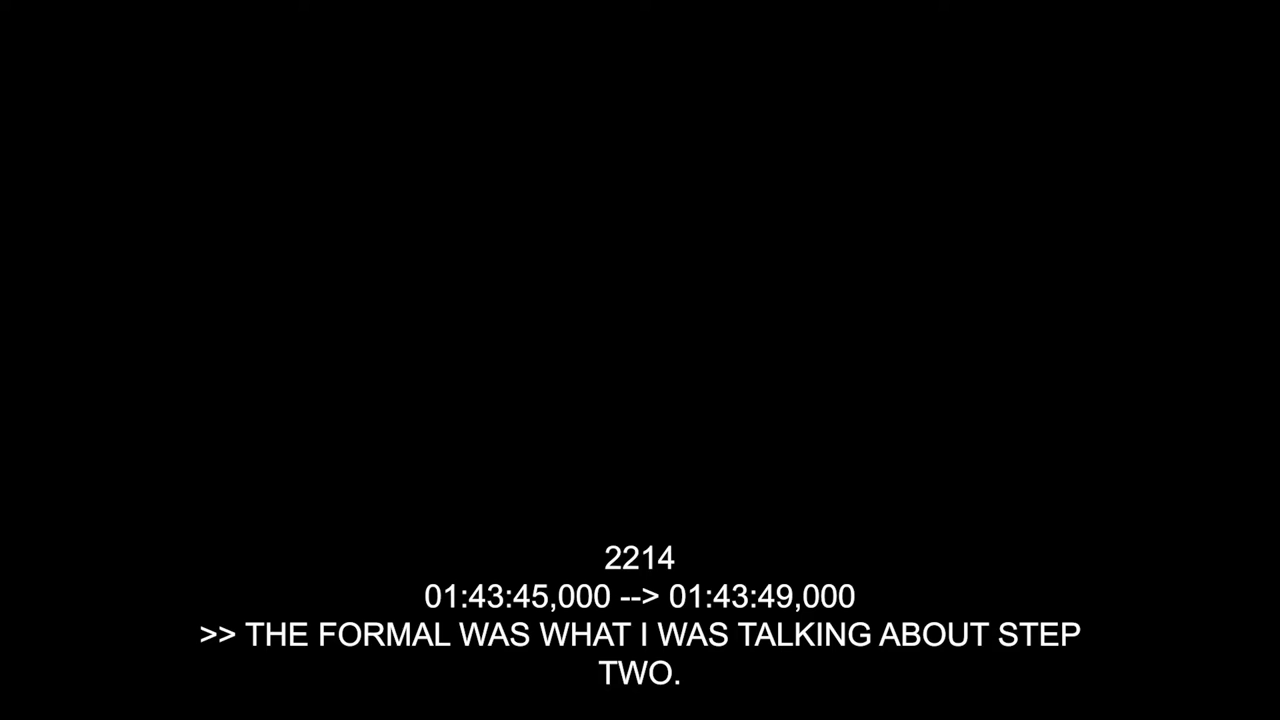 2214
01:43:45,000 --> 01:43:49,000
>> THE FORMAL WAS WHAT I WAS TALKING ABOUT STEP
TWO.